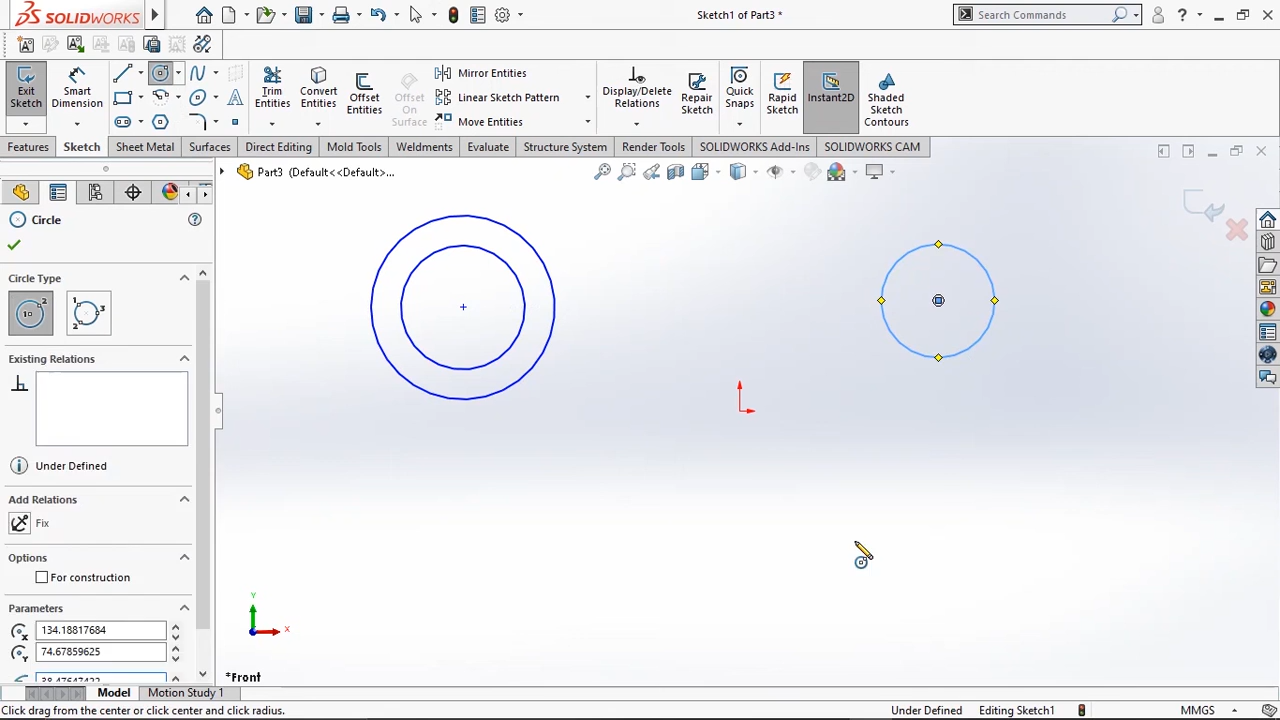 SOLIDWORKS
Sketch1 of Part3 *
Search Commands
Exit Sketch
Smart Dimension
Trim Entities
Convert Entities
Offset Entities
Offset On Surface
Mirror Entities
Linear Sketch Pattern
Move Entities
Display/Delete Relations
Repair Sketch
Quick Snaps
Rapid Sketch
Instant2D
Shaded Sketch Contours
Features Sketch Sheet Metal Surfaces Direct Editing Mold Tools Weldments Evaluate Structure System Render Tools SOLIDWORKS Add-Ins SOLIDWORKS CAM
Part3 (Default<<Default>...
Circle
Circle Type
Existing Relations
Under Defined
Add Relations
Fix
Options
For construction
Parameters
134.18817684
74.67859625
38.47647422
Y
X
*Front
Model Motion Study 1
Click drag from the center or click center and click radius. Under Defined Editing Sketch1 MMGS